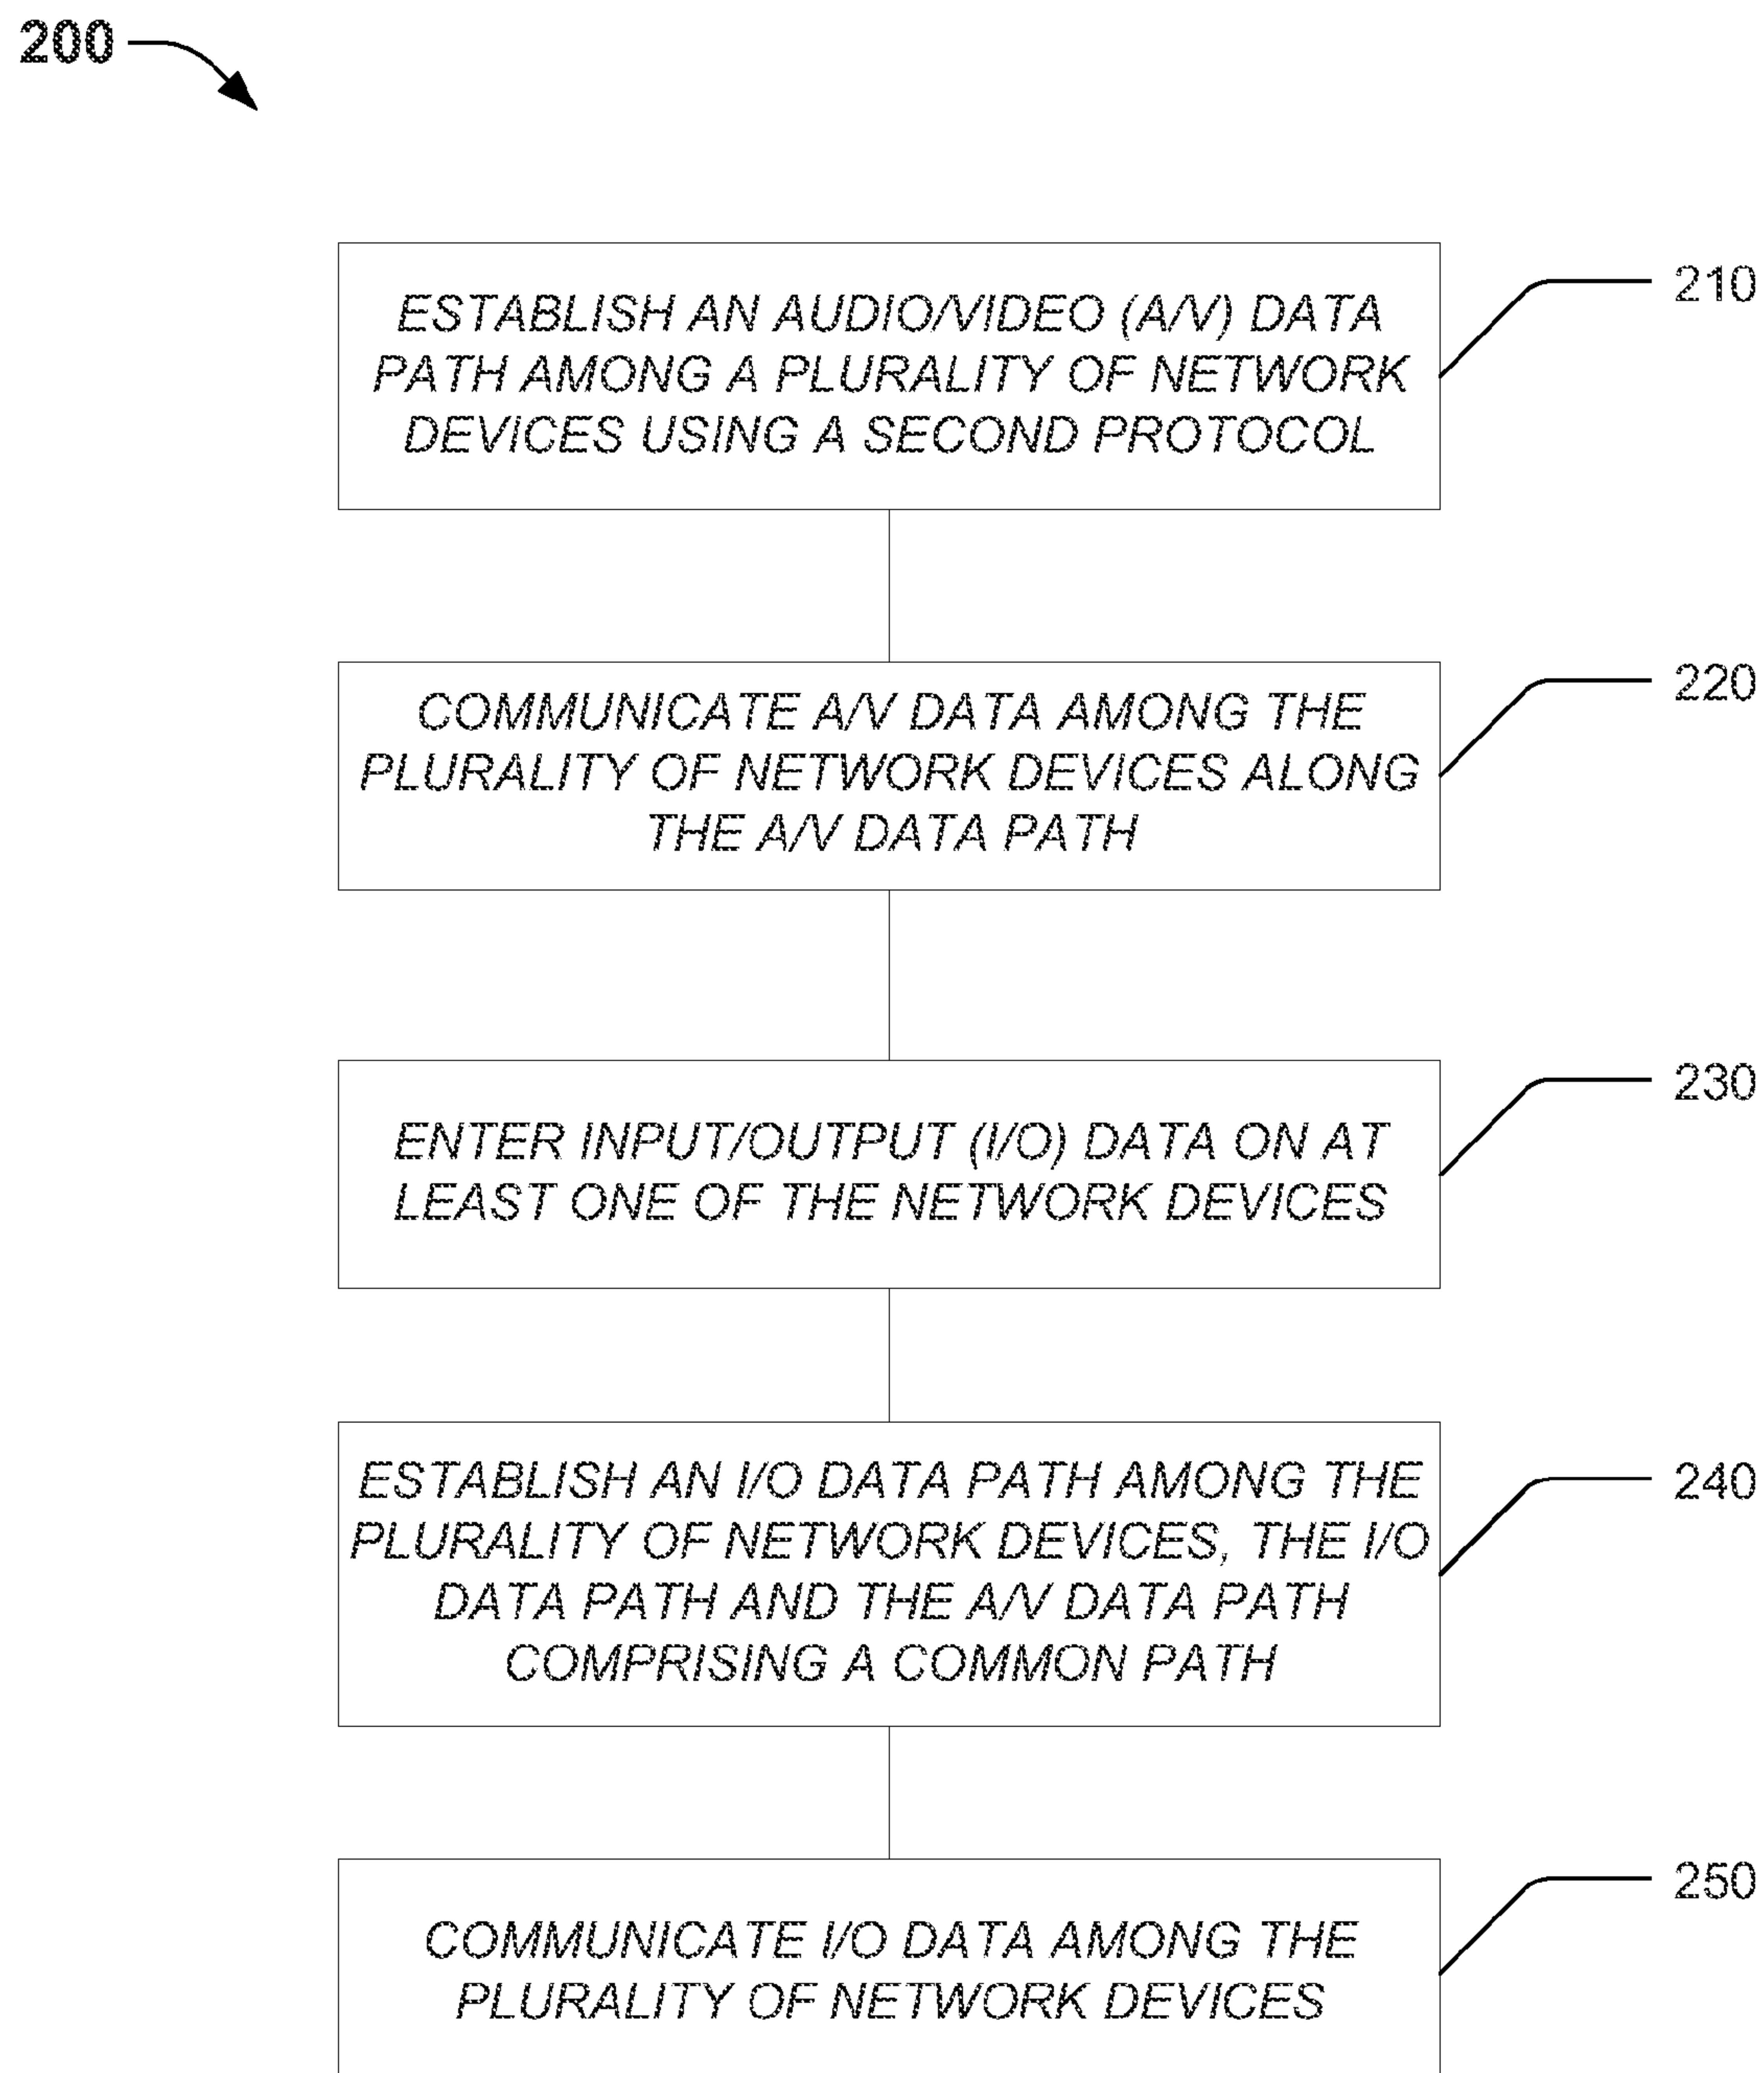 200
ESTABLISH AN AUDIO/VIDEO (A/V) DATA
PATH AMONG A PLURALITY OF NETWORK
DEVICES USING A SECOND PROTOCOL
210
COMMUNICATE A/V DATA AMONG THE
PLURALITY OF NETWORK DEVICES ALONG
THE A/V DATA PATH
220
ENTER INPUT/OUTPUT (I/O) DATA ON AT
LEAST ONE OF THE NETWORK DEVICES
230
ESTABLISH AN I/O DATA PATH AMONG THE
PLURALITY OF NETWORK DEVICES, THE I/O
DATA PATH AND THE A/V DATA PATH
COMPRISING A COMMON PATH
240
COMMUNICATE I/O DATA AMONG THE
PLURALITY OF NETWORK DEVICES
250